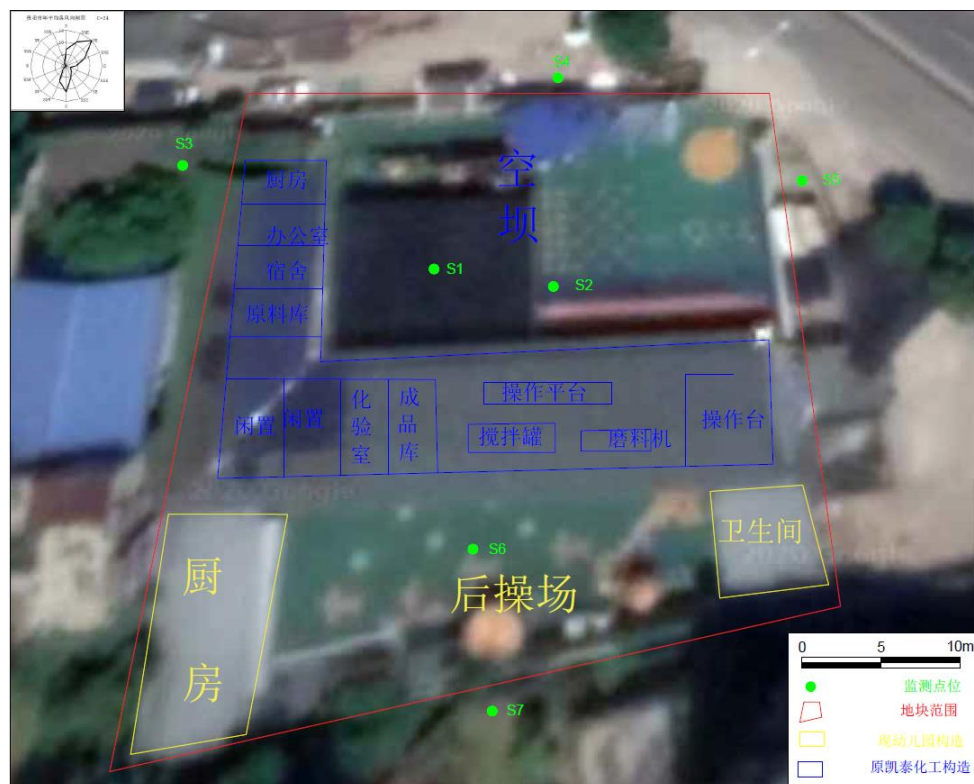 C=24
S4
S3
S5
空
坝
厨房
办公室
宿舍
原料库
S1
S2
操作平台
成
品
库
化
验
室
闲置
闲置
搅拌罐
磨料机
操作台
卫生间
S6
后操场
厨
房
S7
0 5 10m
监测点位
地块范围
现幼儿园构造
原凯泰化工构造